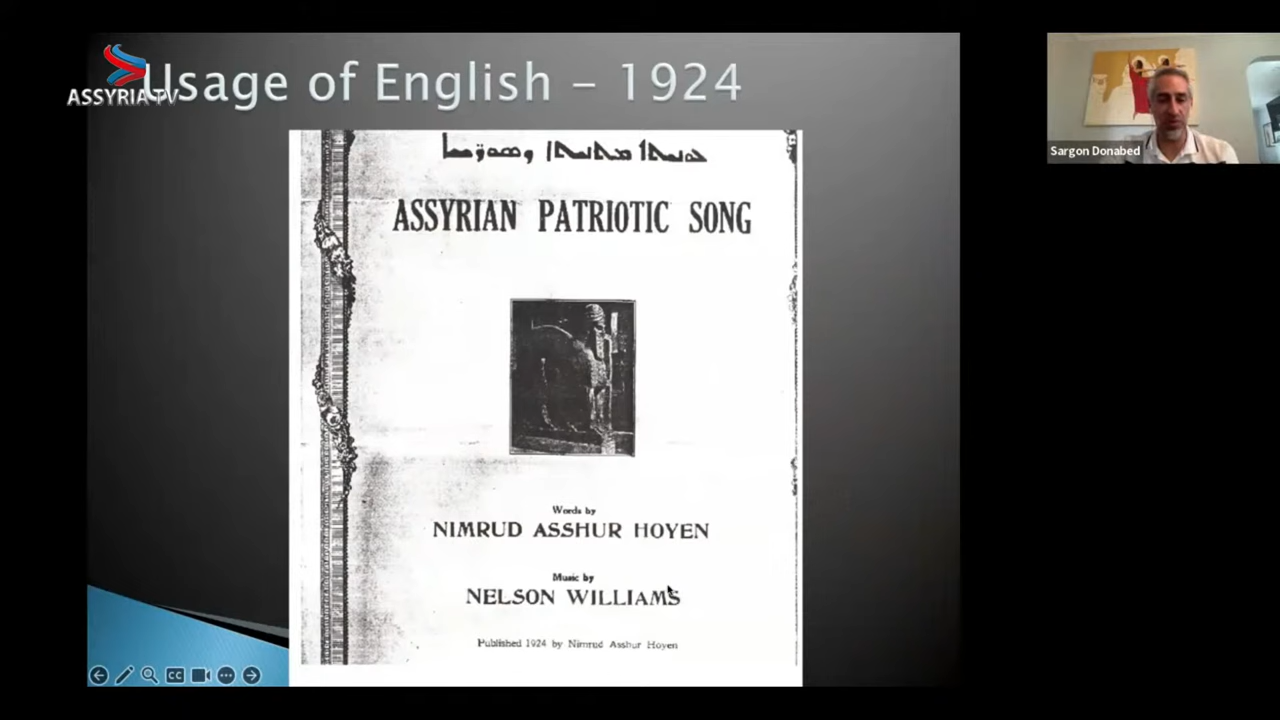 ASSYRIA TV
Usage of English – 1924
ASSYRIAN PATRIOTIC SONG
Words by
NIMRUD ASSHUR HOYEN
Music by
NELSON WILLIAMS
Published 1924 by Nimrud Asshur Hoyen
CC
Sargon Donabed